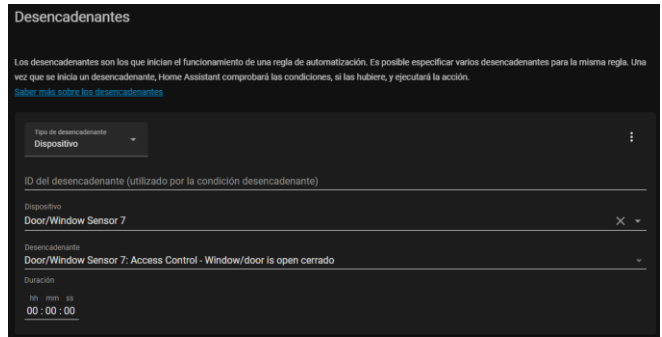 Desencadenantes
Los desencadenantes son los que inician el funcionamiento de una regla de automatización. Es posible especificar varios desencadenantes para la misma regla. Una
vez que se inicia un desencadenante, Home Assistant comprobará las condiciones, si las hubiere, y ejecutará la acción.
Saber más sobre los desencadenantes
Tipo de desencadenante
Dispositivo
ID del desencadenante (utilizado por la condición desencadenante)
Dispositivo
Door/Window Sensor 7
Desencadenante
Door/Window Sensor 7: Access Control - Window/door is open cerrado
Duración
hh mm ss
00 : 00 : 00